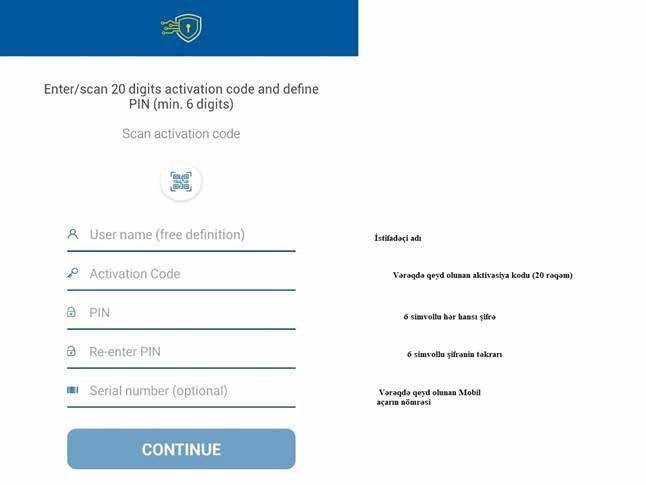 Enter/scan 20 digits activation code and define
PIN (min. 6 digits)
Scan activation code
User name (free definition)
İstifadəçi adı
Activation Code
Vərəqdə qeyd olunan aktivasiya kodu (20 rəqəm)
PIN
6 simvollu hər hansı şifrə
Re-enter PIN
6 simvollu şifrənin təkrarı
Serial number (optional)
Vərəqdə qeyd olunan Mobil
açarın nömrəsi
CONTINUE